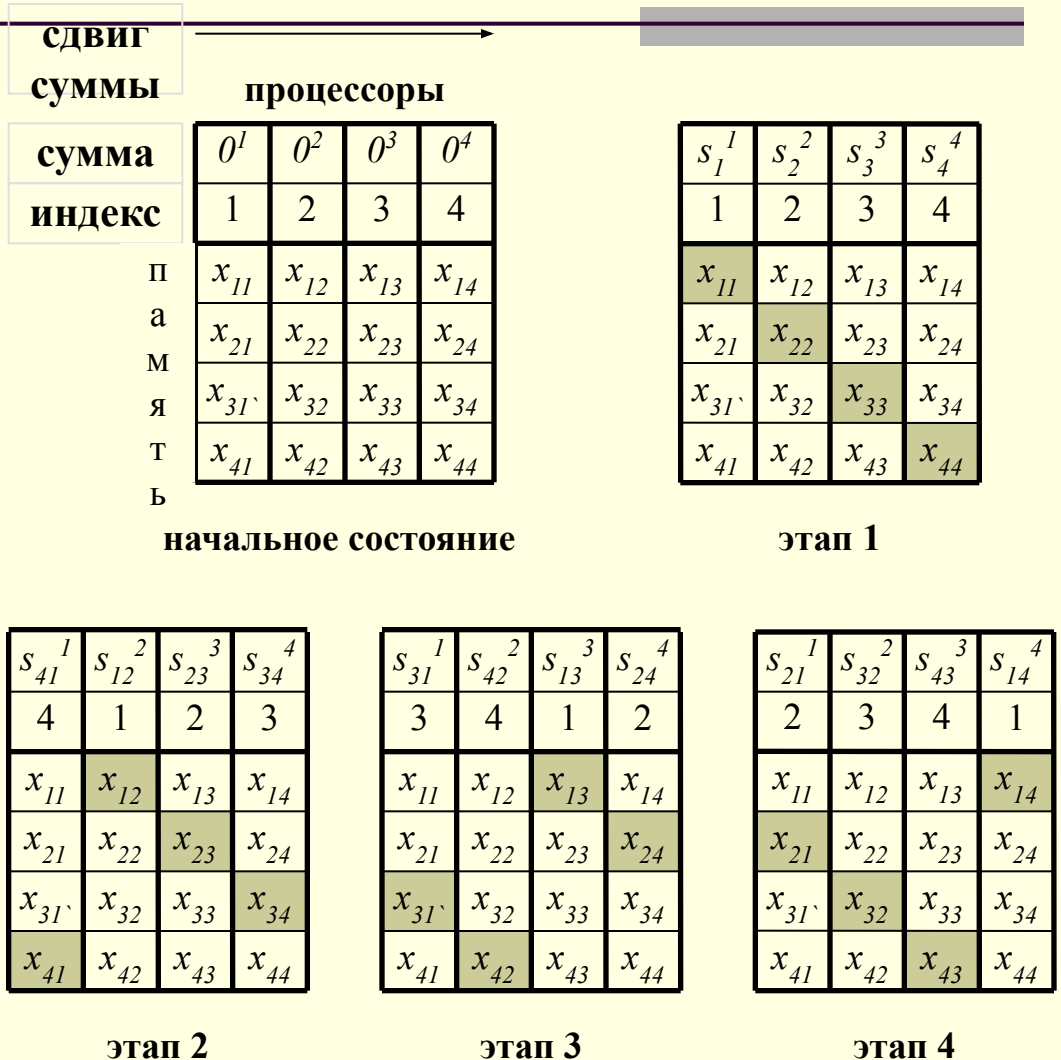 сдвиг
суммы
процессоры
сумма 0¹ 0² 0³ 0⁴
индекс 1 2 3 4
память
x₁₁ x₁₂ x₁₃ x₁₄
x₂₁ x₂₂ x₂₃ x₂₄
x₃₁` x₃₂ x₃₃ x₃₄
x₄₁ x₄₂ x₄₃ x₄₄
начальное состояние
s₁¹ s₂² s₃³ s₄⁴
1 2 3 4
x₁₁ x₁₂ x₁₃ x₁₄
x₂₁ x₂₂ x₂₃ x₂₄
x₃₁` x₃₂ x₃₃ x₃₄
x₄₁ x₄₂ x₄₃ x₄₄
этап 1
s₄₁¹ s₁₂² s₂₃³ s₃₄⁴
4 1 2 3
x₁₁ x₁₂ x₁₃ x₁₄
x₂₁ x₂₂ x₂₃ x₂₄
x₃₁` x₃₂ x₃₃ x₃₄
x₄₁ x₄₂ x₄₃ x₄₄
этап 2
s₃₁¹ s₄₂² s₁₃³ s₂₄⁴
3 4 1 2
x₁₁ x₁₂ x₁₃ x₁₄
x₂₁ x₂₂ x₂₃ x₂₄
x₃₁` x₃₂ x₃₃ x₃₄
x₄₁ x₄₂ x₄₃ x₄₄
этап 3
s₂₁¹ s₃₂² s₄₃³ s₁₄⁴
2 3 4 1
x₁₁ x₁₂ x₁₃ x₁₄
x₂₁ x₂₂ x₂₃ x₂₄
x₃₁` x₃₂ x₃₃ x₃₄
x₄₁ x₄₂ x₄₃ x₄₄
этап 4